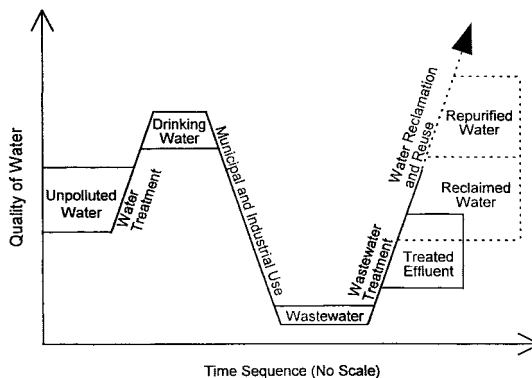 Quality of Water
Unpolluted
Water
Water
Treatment
Drinking
Water
Municipal and Industrial Use
Wastewater
Wastewater
Treatment
Water Reclamation
and Reuse
Repurified
Water
Reclaimed
Water
Treated
Effluent
Time Sequence (No Scale)